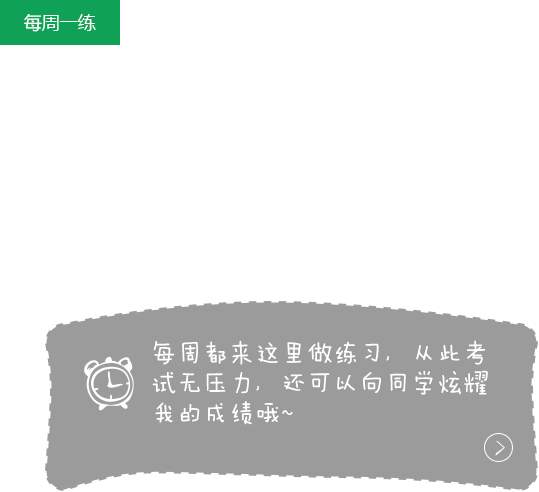 每周一练
每周都来这里做练习，从此考
试无压力，还可以向同学炫耀
我的成绩哦~